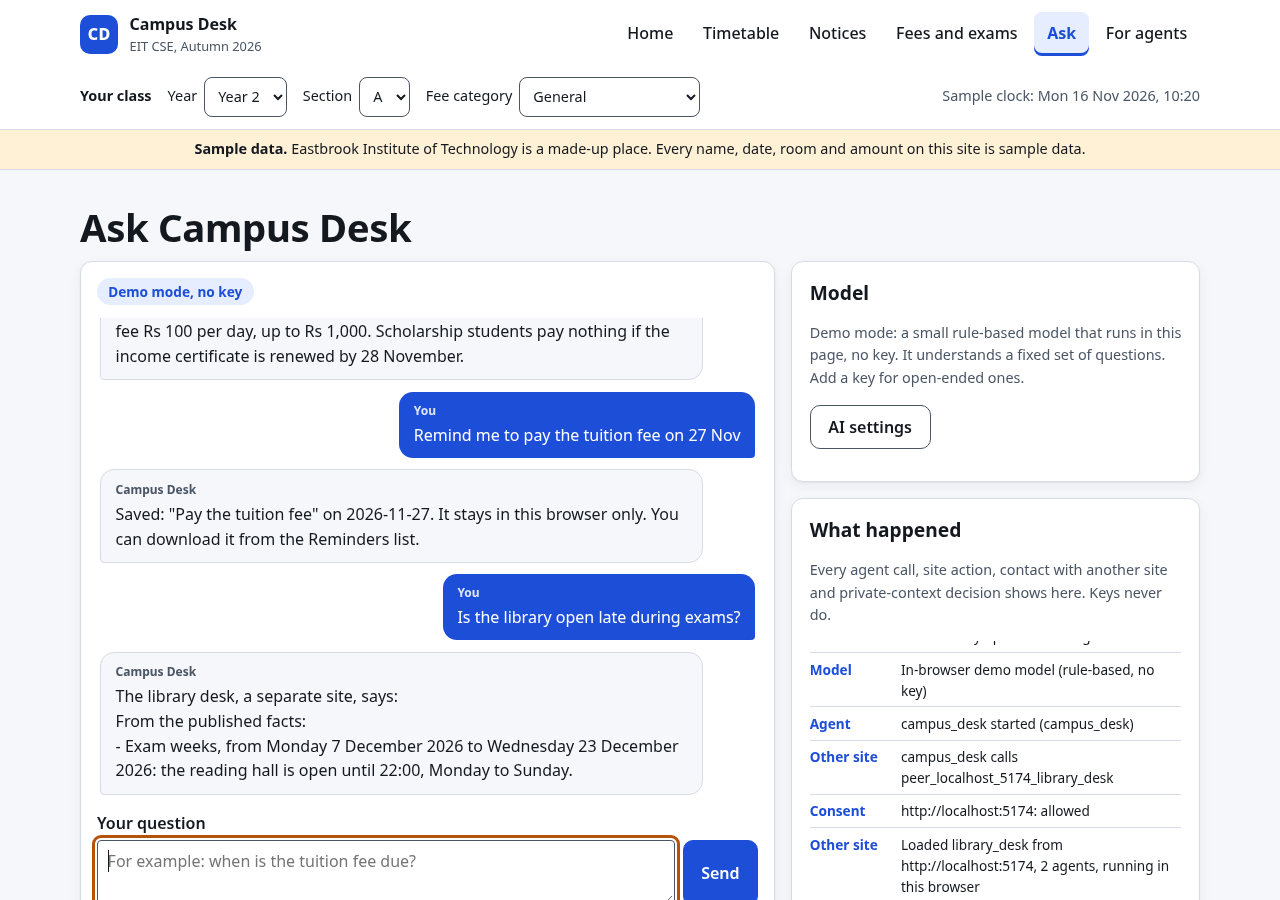 CD
Campus Desk
EIT CSE, Autumn 2026
Home
Timetable
Notices
Fees and exams
Ask
For agents
Your class
Year
Year 2
Section
A
Fee category
General
Sample clock: Mon 16 Nov 2026, 10:20
Sample data. Eastbrook Institute of Technology is a made-up place. Every name, date, room and amount on this site is sample data.
Ask Campus Desk
Demo mode, no key
fee Rs 100 per day, up to Rs 1,000. Scholarship students pay nothing if the
income certificate is renewed by 28 November.
You
Remind me to pay the tuition fee on 27 Nov
Campus Desk
Saved: "Pay the tuition fee" on 2026-11-27. It stays in this browser only. You
can download it from the Reminders list.
You
Is the library open late during exams?
Campus Desk
The library desk, a separate site, says:
From the published facts:
- Exam weeks, from Monday 7 December 2026 to Wednesday 23 December
2026: the reading hall is open until 22:00, Monday to Sunday.
Your question
For example: when is the tuition fee due?
Send
Model
Demo mode: a small rule-based model that runs in this
page, no key. It understands a fixed set of questions.
Add a key for open-ended ones.
AI settings
What happened
Every agent call, site action, contact with another site
and private-context decision shows here. Keys never
do.
Model
In-browser demo model (rule-based, no
key)
Agent
campus_desk started (campus_desk)
Other site
campus_desk calls
peer_localhost_5174_library_desk
Consent
http://localhost:5174: allowed
Other site
Loaded library_desk from
http://localhost:5174, 2 agents, running in
this browser